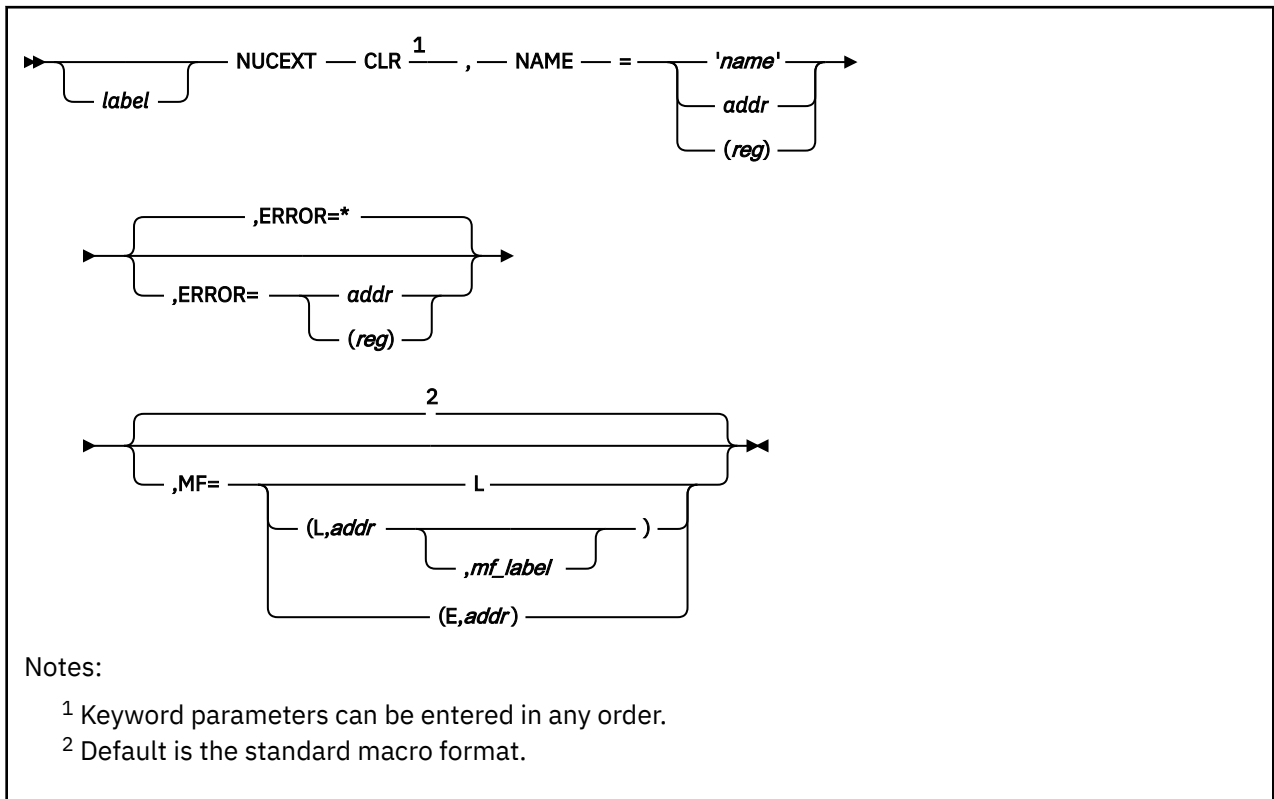 NUCEXT CLR 1 , NAME = 'name'
label
addr
(reg)
,ERROR=*
,ERROR= addr
(reg)
2
,MF= L
(L,addr )
,mf_label
(E,addr)
Notes:
1 Keyword parameters can be entered in any order.
2 Default is the standard macro format.